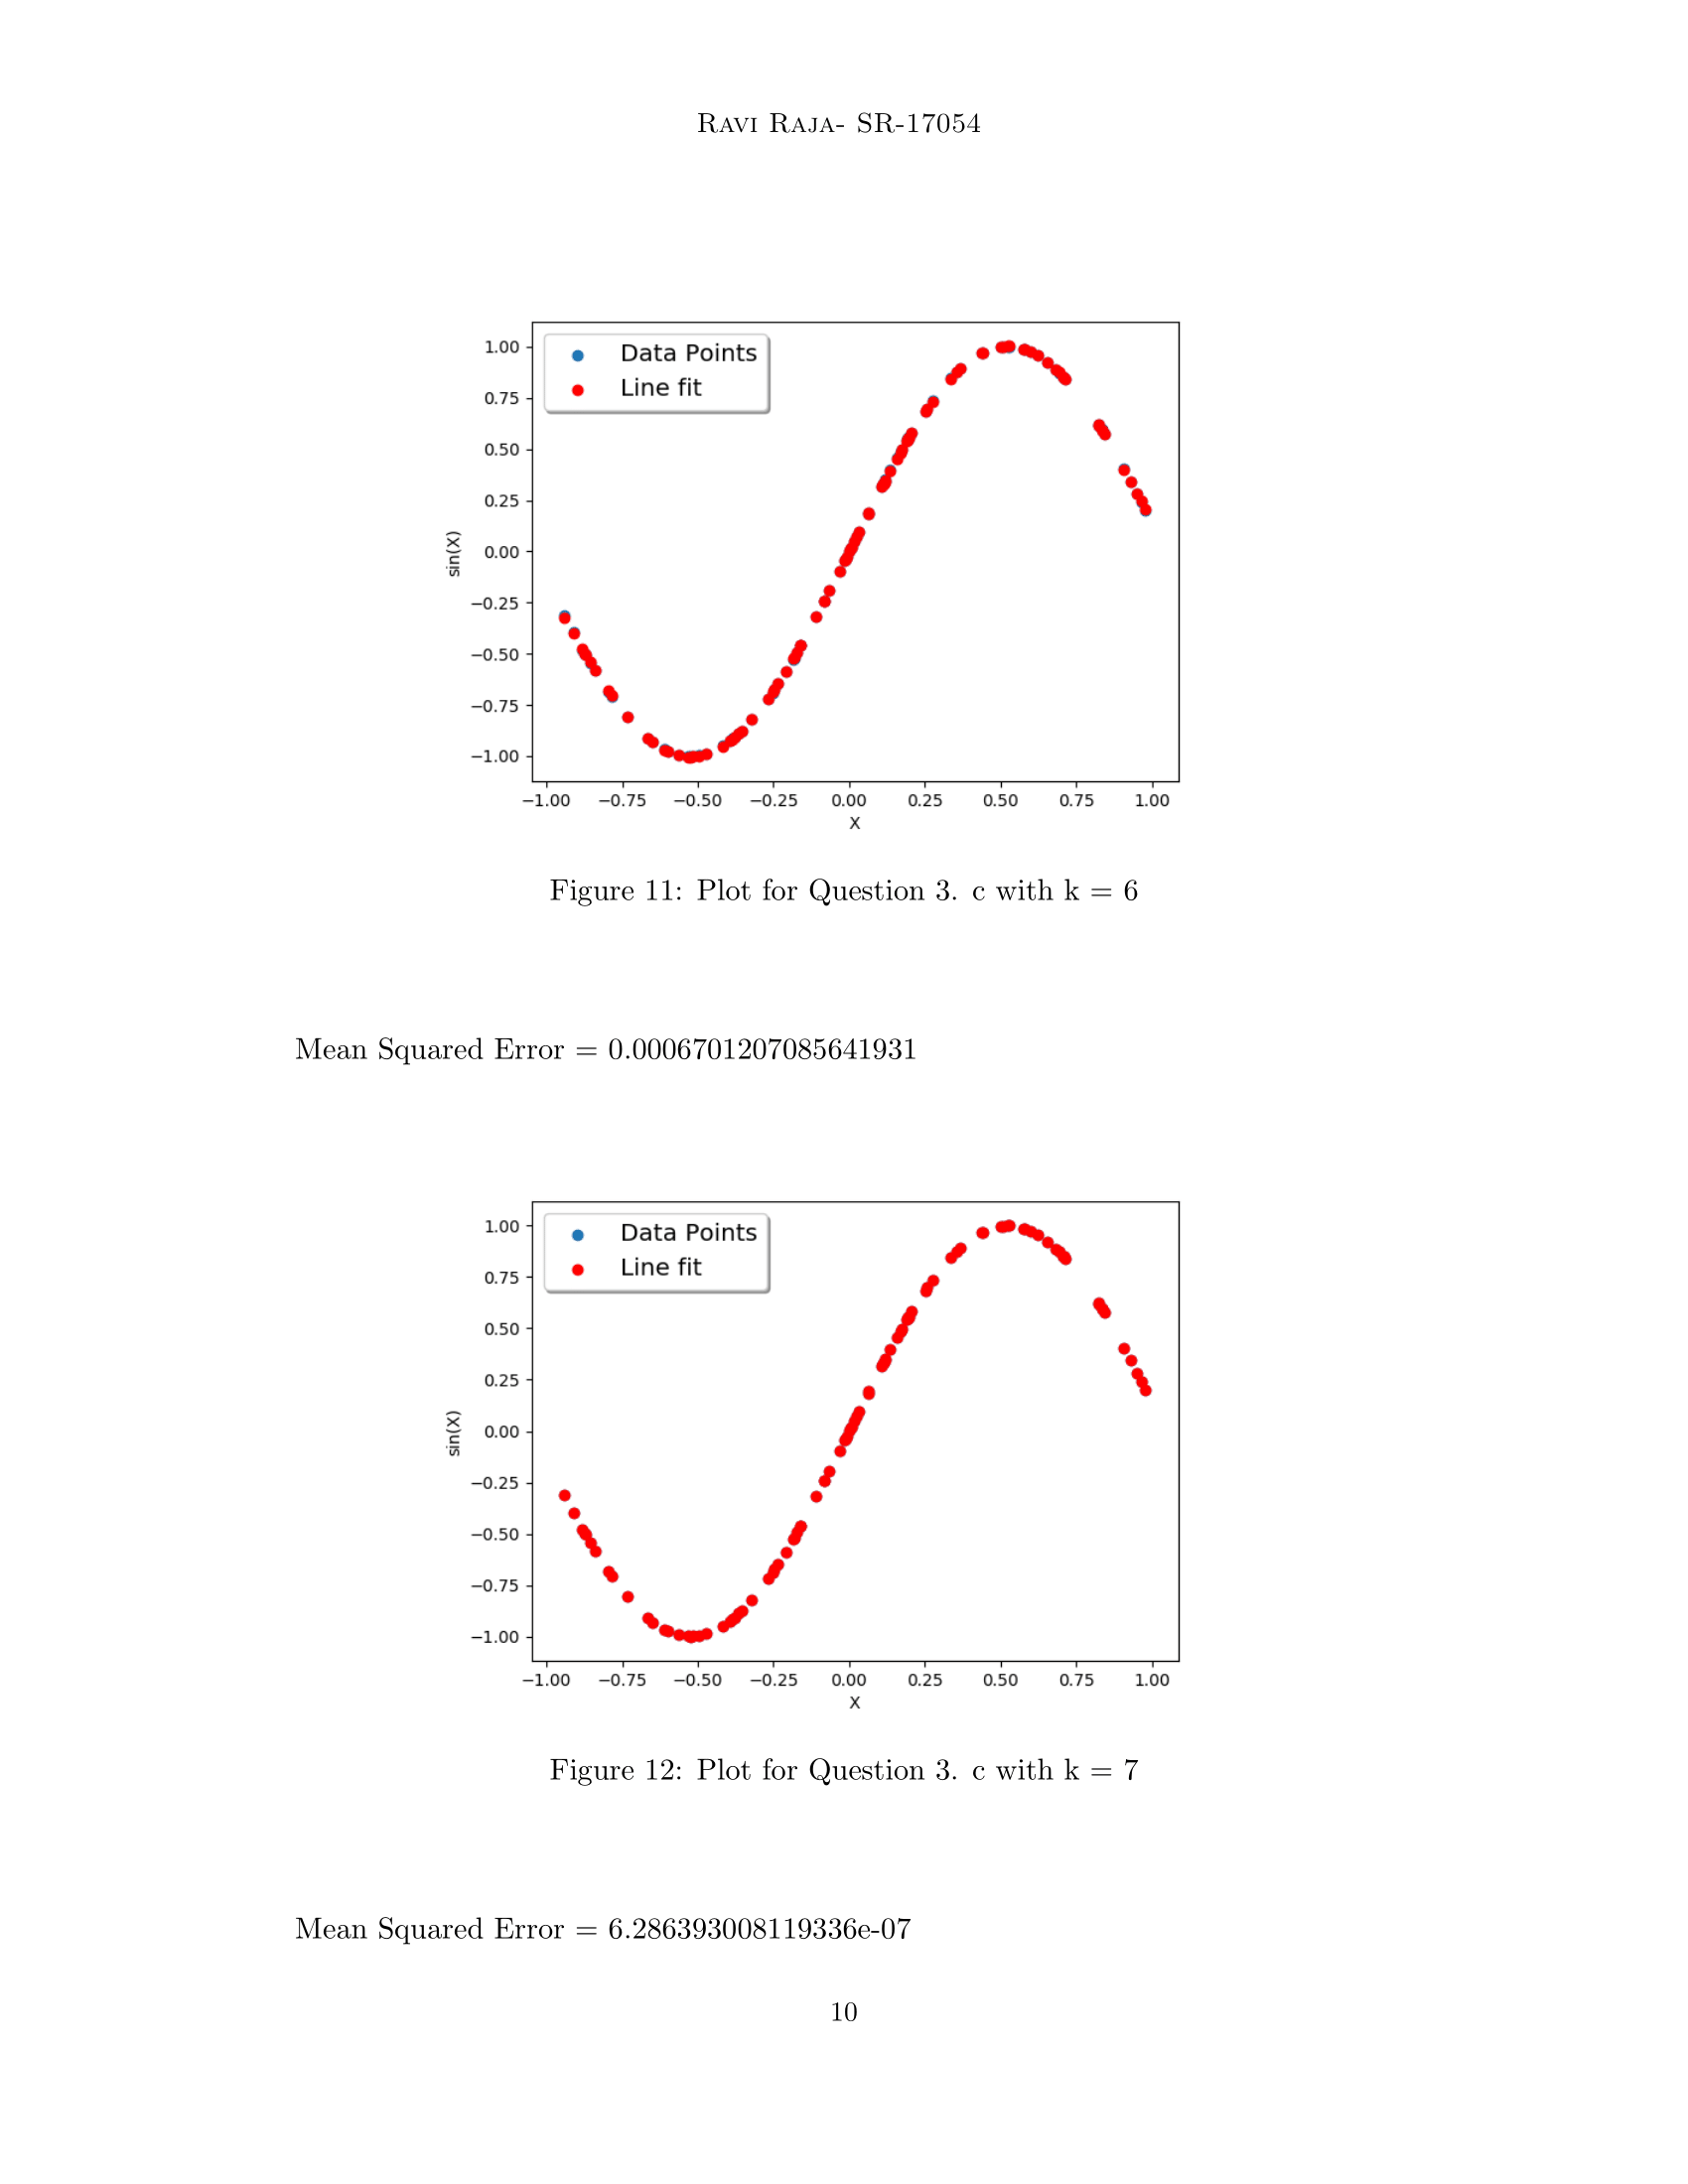 Ravi Raja- SR-17054
Data Points
Line fit
1.00
0.75
0.50
0.25
0.00
−0.25
−0.50
−0.75
−1.00
sin(X)
−1.00 −0.75 −0.50 −0.25 0.00 0.25 0.50 0.75 1.00
X
Figure 11: Plot for Question 3. c with k = 6
Mean Squared Error = 0.0006701207085641931
Data Points
Line fit
1.00
0.75
0.50
0.25
0.00
−0.25
−0.50
−0.75
−1.00
sin(X)
−1.00 −0.75 −0.50 −0.25 0.00 0.25 0.50 0.75 1.00
X
Figure 12: Plot for Question 3. c with k = 7
Mean Squared Error = 6.286393008119336e-07
10